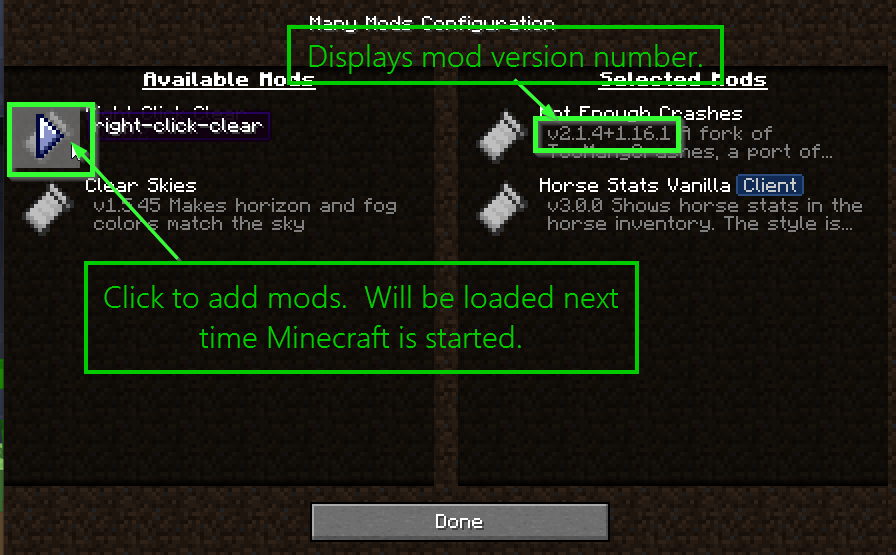 Many Mods Configuration
Displays mod version number.
Available Mods
Selected Mods
right-click-clear
Clear Skies
v1.5.45 Makes horizon and fog
colors match the sky
Not Enough Crashes
v2.1.4+1.16.1 A fork of
TooManyCrashes, a port of...
Horse Stats Vanilla Client
v3.0.0 Shows horse stats in the
horse inventory. The style is...
Click to add mods. Will be loaded next
time Minecraft is started.
Done